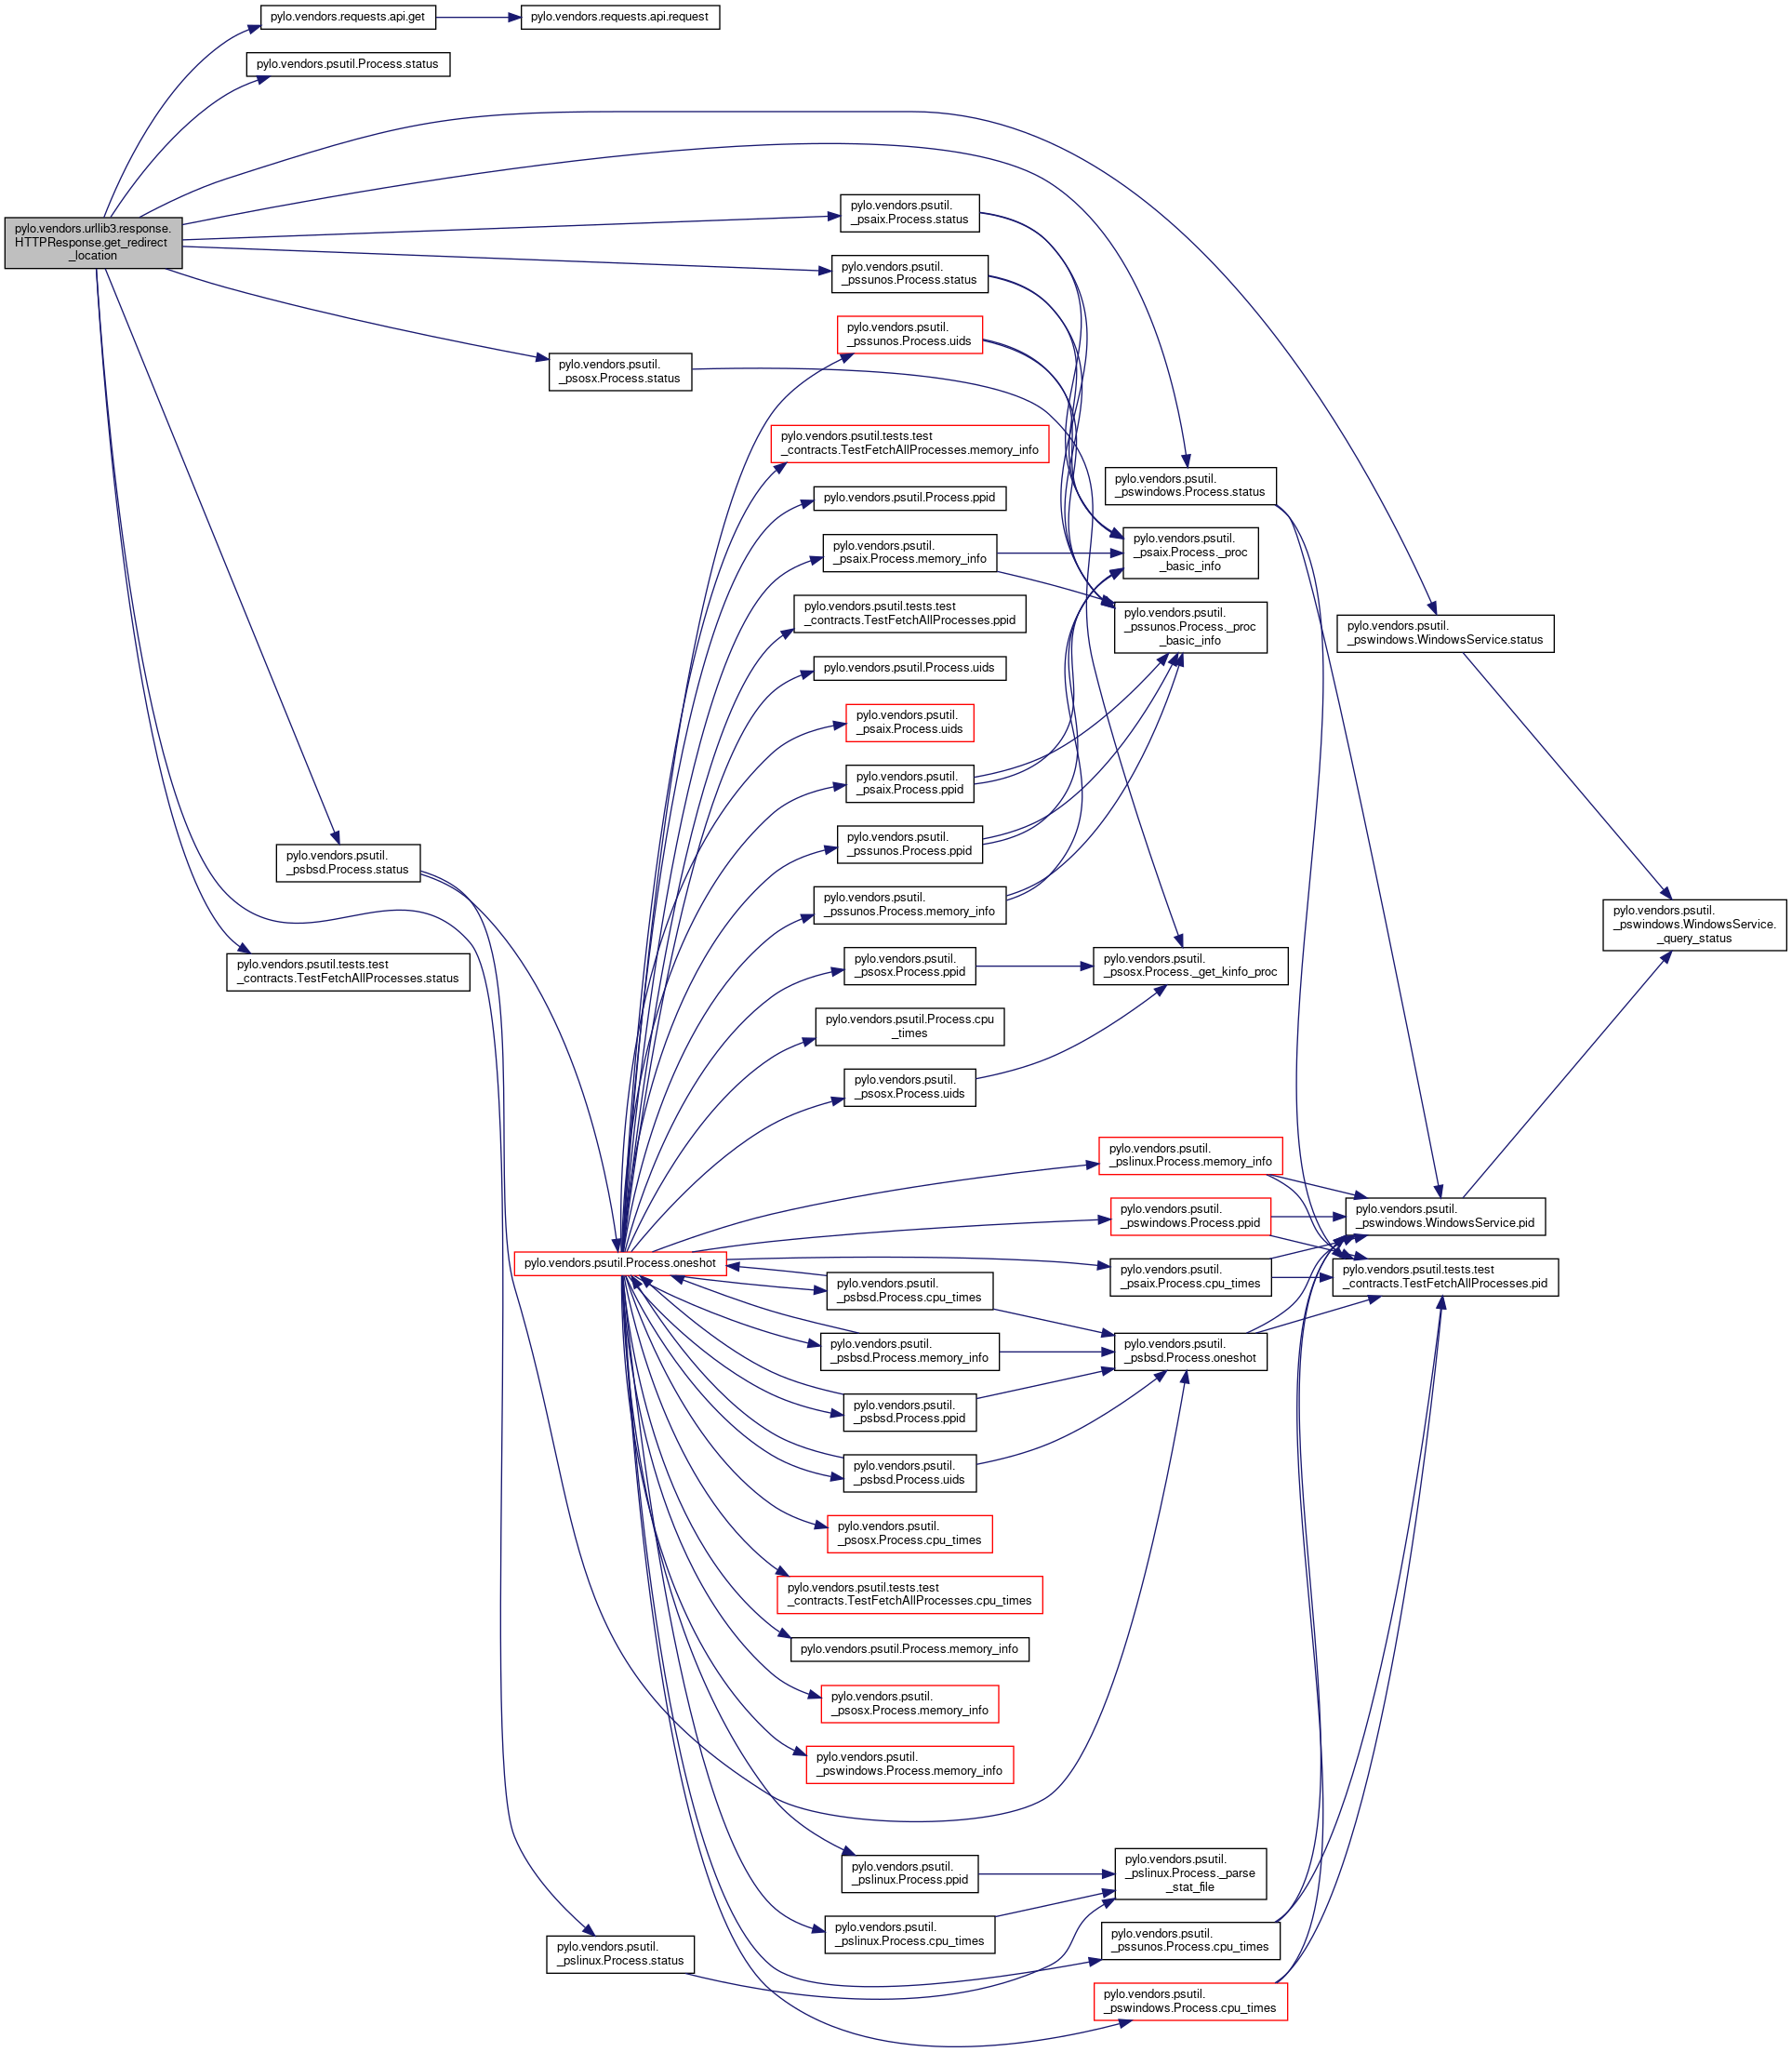 pylo.vendors.requests.api.get
pylo.vendors.requests.api.request
pylo.vendors.psutil.Process.status
pylo.vendors.urllib3.response.
HTTPResponse.get_redirect
_location
pylo.vendors.psutil.
_psaix.Process.status
pylo.vendors.psutil.
_pssunos.Process.status
pylo.vendors.psutil.
_pssunos.Process.uids
pylo.vendors.psutil.
_psosx.Process.status
pylo.vendors.psutil.tests.test
_contracts.TestFetchAllProcesses.memory_info
pylo.vendors.psutil.
_pswindows.Process.status
pylo.vendors.psutil.Process.ppid
pylo.vendors.psutil.
_psaix.Process.memory_info
pylo.vendors.psutil.
_psaix.Process._proc
_basic_info
pylo.vendors.psutil.tests.test
_contracts.TestFetchAllProcesses.ppid
pylo.vendors.psutil.
_pssunos.Process._proc
_basic_info
pylo.vendors.psutil.
_pswindows.WindowsService.status
pylo.vendors.psutil.Process.uids
pylo.vendors.psutil.
_psaix.Process.uids
pylo.vendors.psutil.
_psaix.Process.ppid
pylo.vendors.psutil.
_pssunos.Process.ppid
pylo.vendors.psutil.
_psbsd.Process.status
pylo.vendors.psutil.
_pssunos.Process.memory_info
pylo.vendors.psutil.
_pswindows.WindowsService.
_query_status
pylo.vendors.psutil.tests.test
_contracts.TestFetchAllProcesses.status
pylo.vendors.psutil.
_psosx.Process.ppid
pylo.vendors.psutil.
_psosx.Process._get_kinfo_proc
pylo.vendors.psutil.Process.cpu
_times
pylo.vendors.psutil.
_psosx.Process.uids
pylo.vendors.psutil.
_pslinux.Process.memory_info
pylo.vendors.psutil.
_pswindows.Process.ppid
pylo.vendors.psutil.
_pswindows.WindowsService.pid
pylo.vendors.psutil.Process.oneshot
pylo.vendors.psutil.
_psaix.Process.cpu_times
pylo.vendors.psutil.tests.test
_contracts.TestFetchAllProcesses.pid
pylo.vendors.psutil.
_psbsd.Process.cpu_times
pylo.vendors.psutil.
_psbsd.Process.memory_info
pylo.vendors.psutil.
_psbsd.Process.oneshot
pylo.vendors.psutil.
_psbsd.Process.ppid
pylo.vendors.psutil.
_psbsd.Process.uids
pylo.vendors.psutil.
_psosx.Process.cpu_times
pylo.vendors.psutil.tests.test
_contracts.TestFetchAllProcesses.cpu_times
pylo.vendors.psutil.Process.memory_info
pylo.vendors.psutil.
_psosx.Process.memory_info
pylo.vendors.psutil.
_pswindows.Process.memory_info
pylo.vendors.psutil.
_pslinux.Process.ppid
pylo.vendors.psutil.
_pslinux.Process._parse
_stat_file
pylo.vendors.psutil.
_pslinux.Process.cpu_times
pylo.vendors.psutil.
_pssunos.Process.cpu_times
pylo.vendors.psutil.
_pslinux.Process.status
pylo.vendors.psutil.
_pswindows.Process.cpu_times